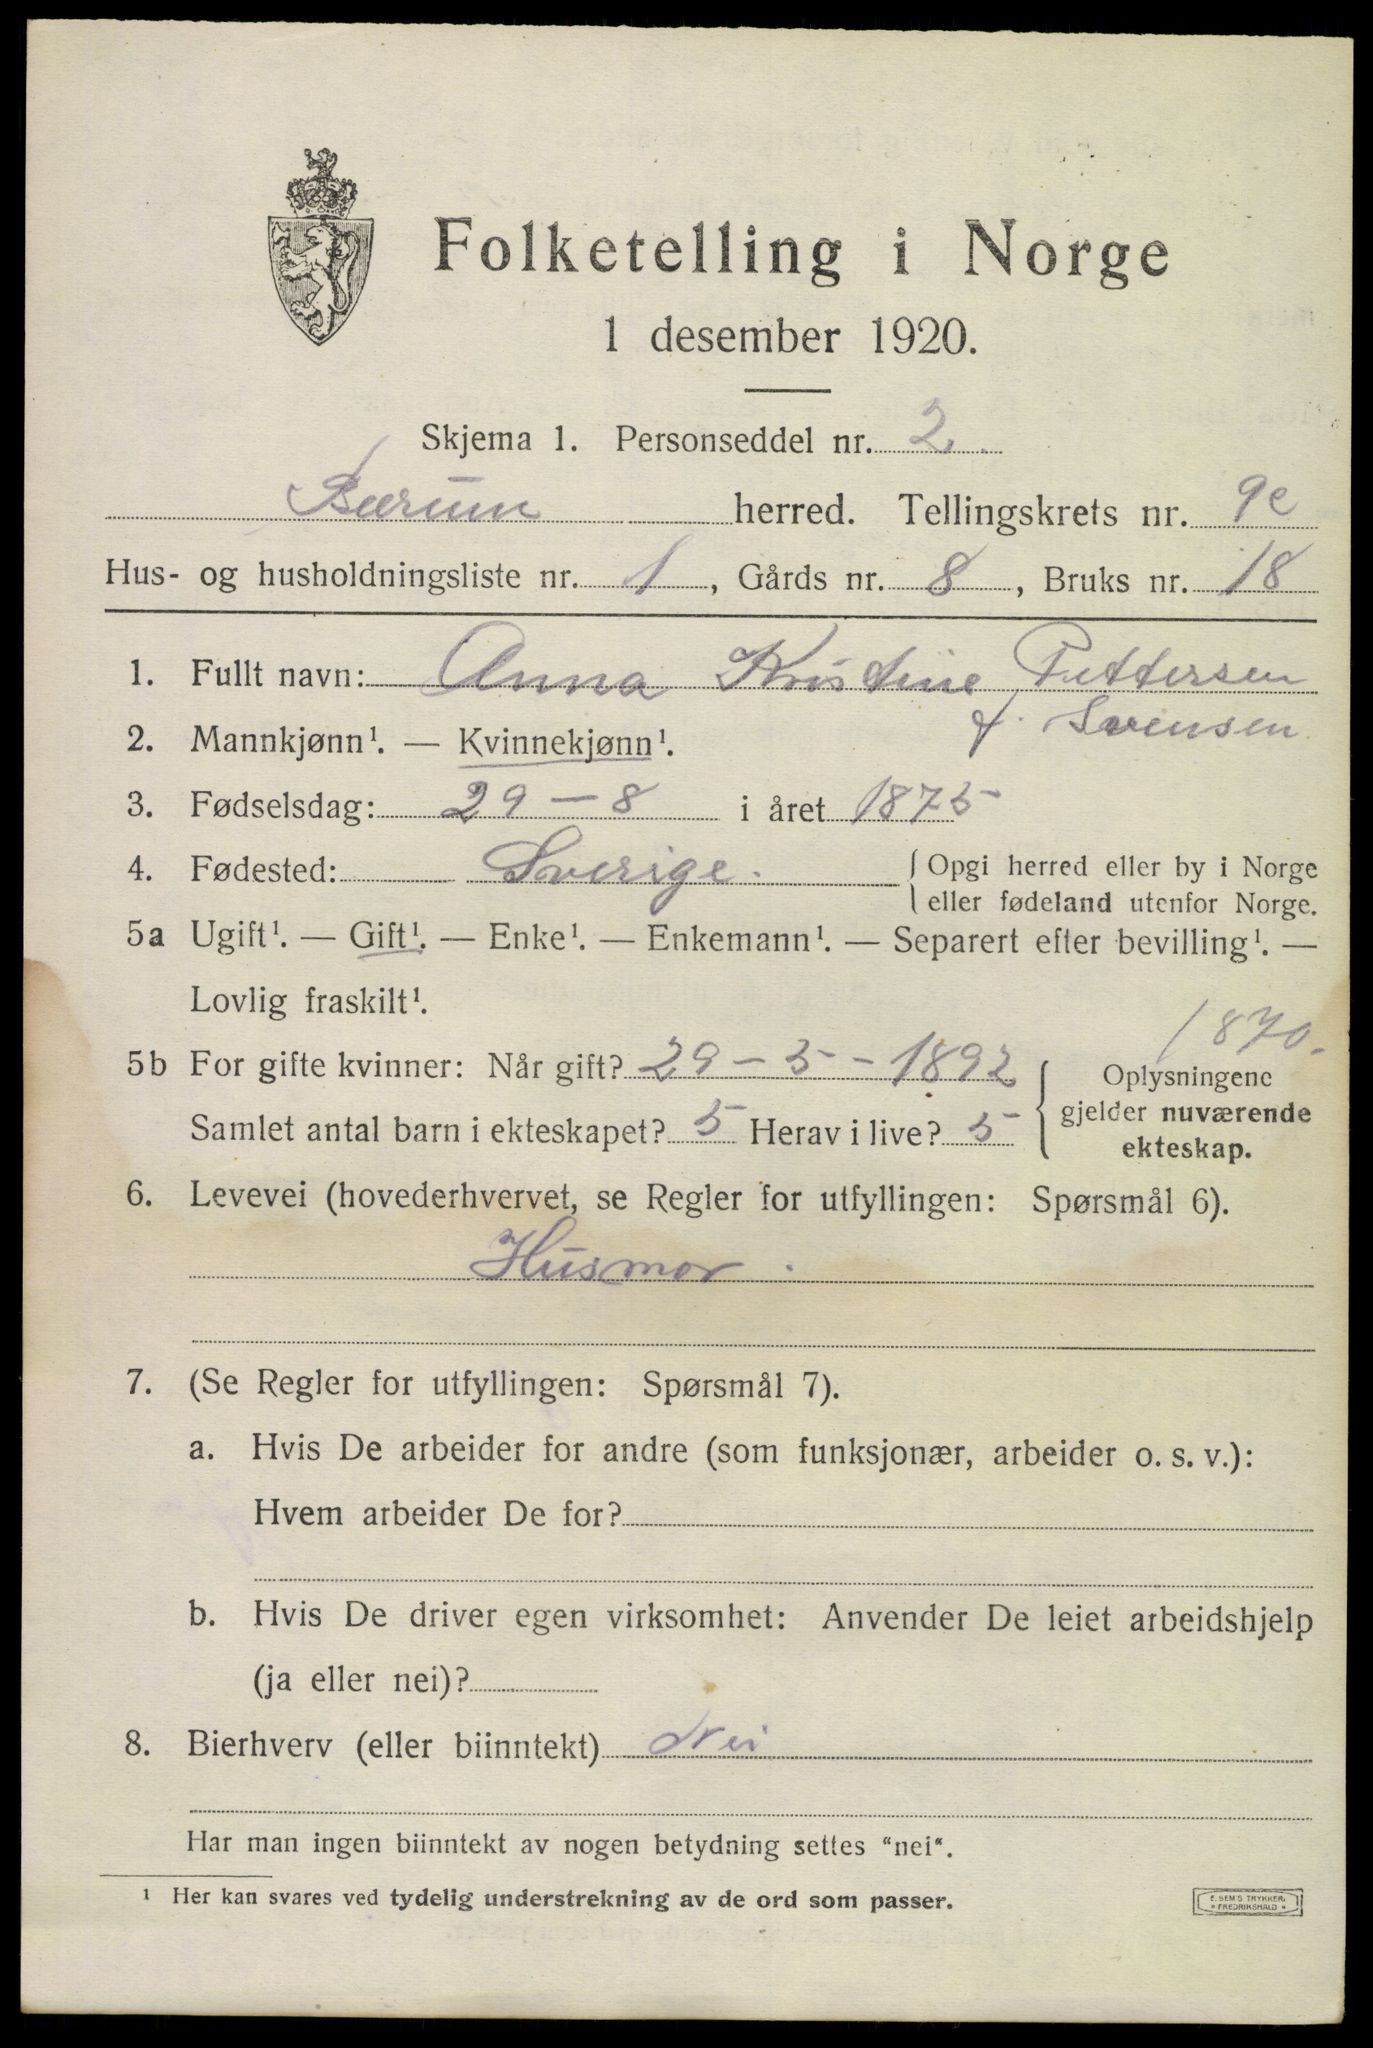 Folketelling i Norge
1 desember 1920.
Skjema 1. Personseddel nr. 2.
Bærum herred. Tellingskrets nr. 9c
Hus- og husholdningsliste nr. 1, Gårds nr. 8, Bruks nr. 18
1. Fullt navn: Anna Kristine Pettersen
f. Svensen
2. Mannkjønn¹. — Kvinnekjønn¹.
3. Fødselsdag: 29 – 8 i året 1875
4. Fødested: Sverige. Opgi herred eller by i Norge
eller fødeland utenfor Norge.
5a Ugift¹. — Gift¹. — Enke¹. — Enkemann¹. — Separert efter bevilling¹. —
Lovlig fraskilt¹.
1870.
5b For gifte kvinner: Når gift? 29 – 5 – 1892 Oplysningene
gjelder nuværende
Samlet antal barn i ekteskapet? 5 Herav i live? 5
ekteskap.
6. Levevei (hovederhvervet, se Regler for utfyllingen: Spørsmål 6).
Husmor.
7. (Se Regler for utfyllingen: Spørsmål 7).
a. Hvis De arbeider for andre (som funksjonær, arbeider o. s. v.):
Hvem arbeider De for?
b. Hvis De driver egen virksomhet: Anvender De leiet arbeidshjelp
(ja eller nei)?
8. Bierhverv (eller biinntekt) Nei
Har man ingen biinntekt av nogen betydning settes "nei".
¹ Her kan svares ved tydelig understrekning av de ord som passer.
E. SEM'S TRYKKERI
* FREDRIKSHALD *